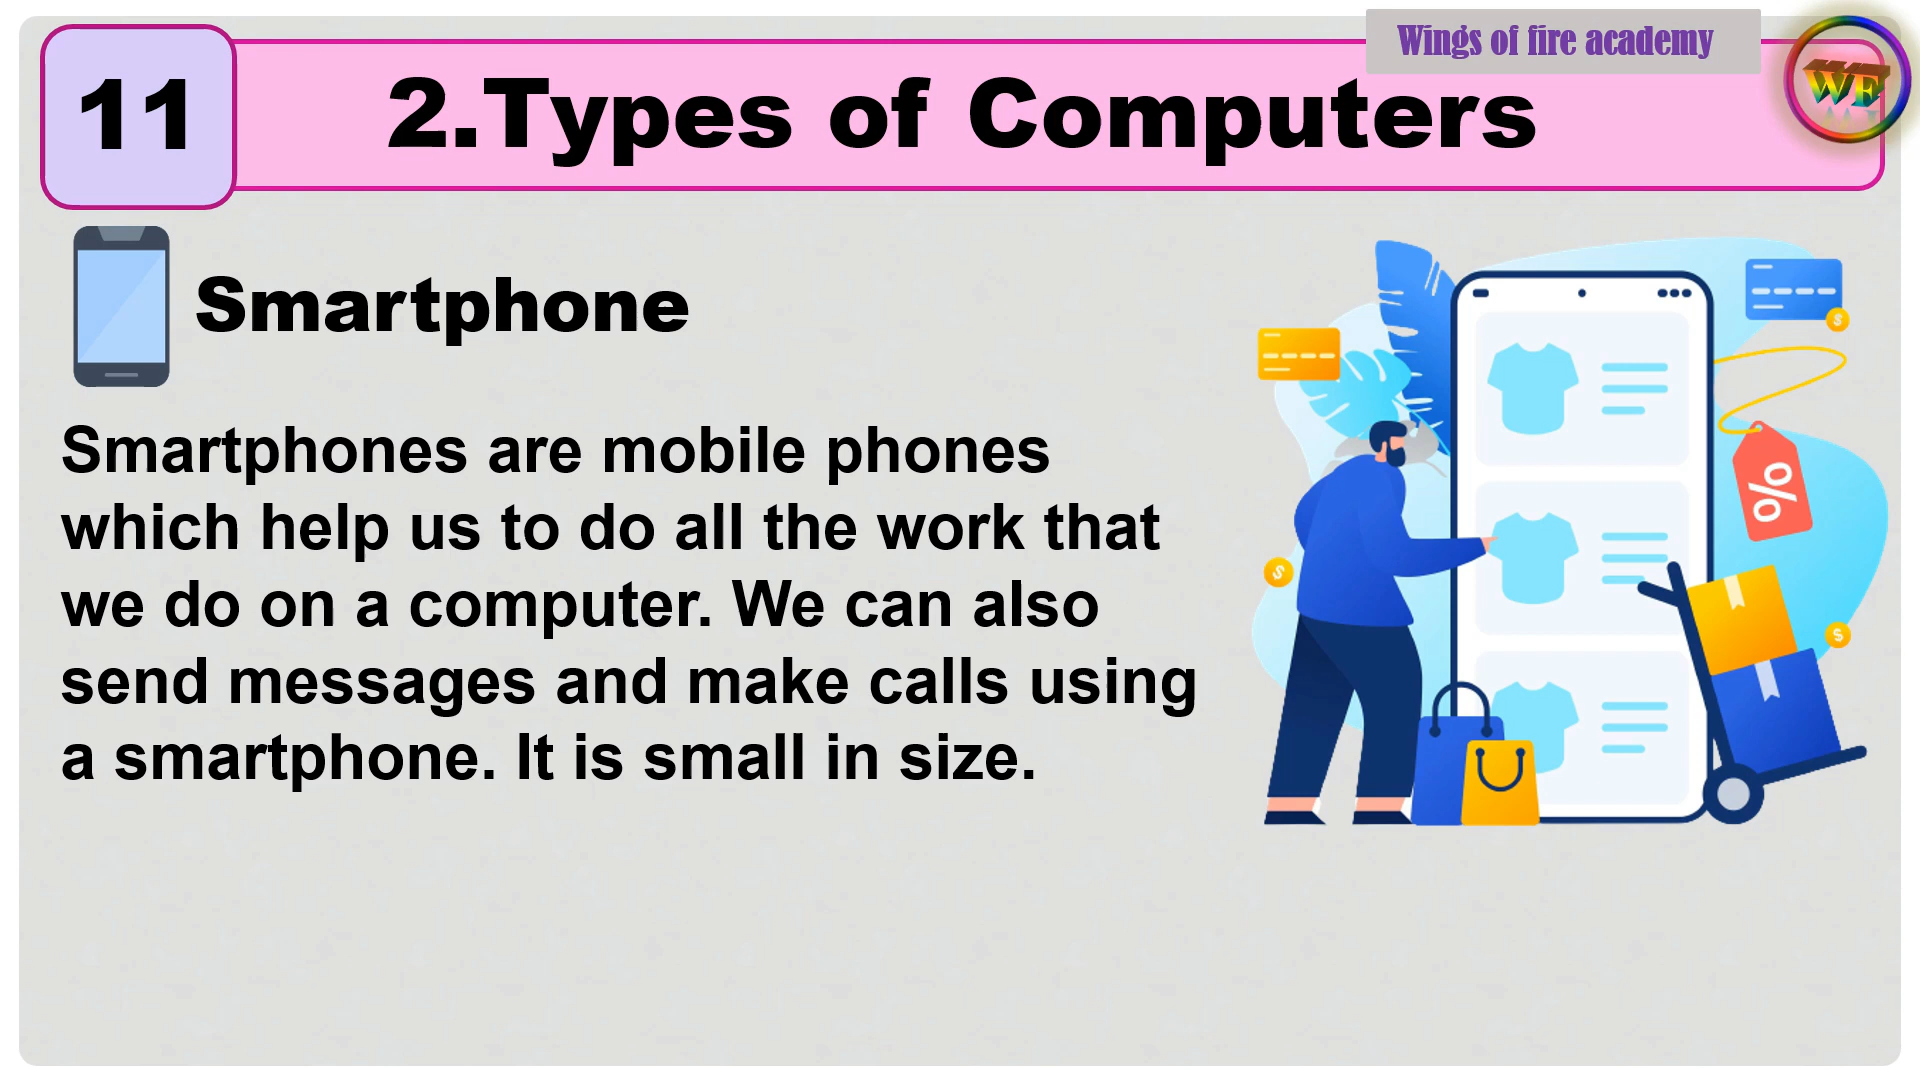 Wings of fire academy
WE
11
2.Types of Computers
Smartphone
Smartphones are mobile phones
which help us to do all the work that
we do on a computer. We can also
send messages and make calls using
a smartphone. It is small in size.
$
%
$
$